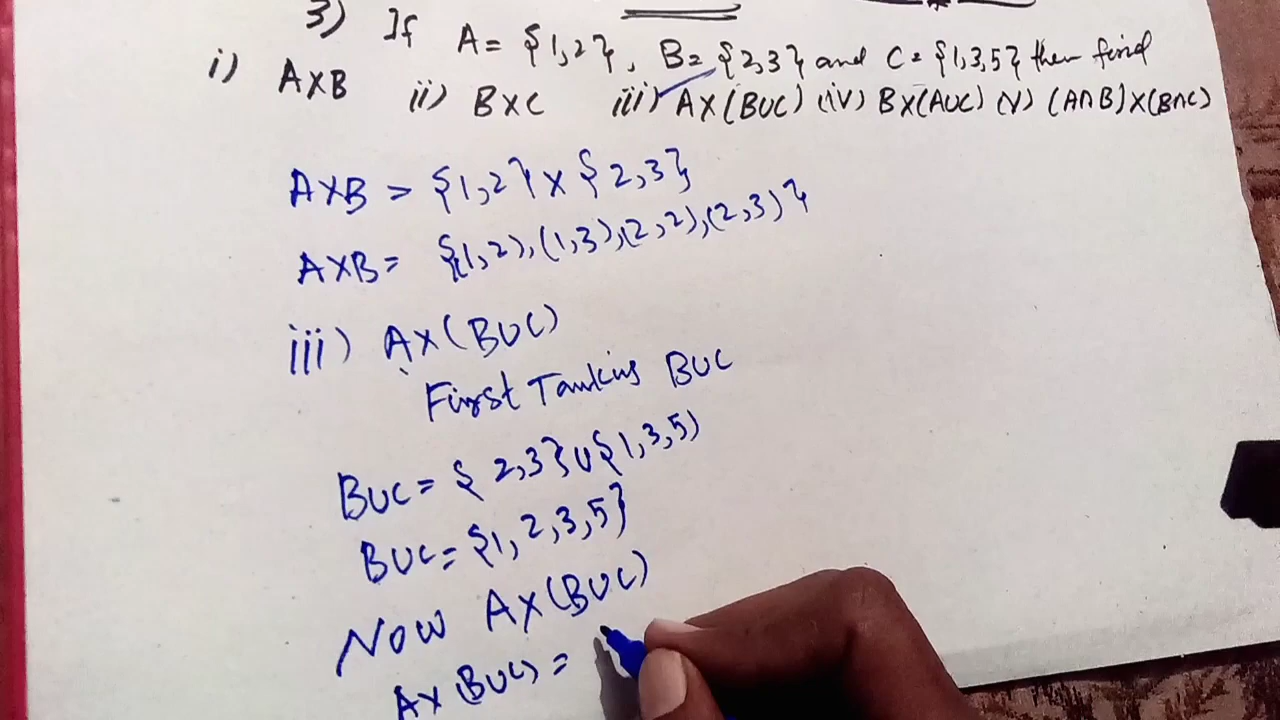 3) If A = {1,2}, B = {2,3} and C = {1,3,5} then find
i) A×B ii) B×C iii) A×(B∪C) (iv) B×(A∪C) (v) (A∩B)×(B∩C)
A×B = {1,2} × {2,3}
A×B = {(1,2),(1,3),(2,2),(2,3)}
iii) A×(B∪C)
First Tanking B∪C
B∪C = {2,3}∪{1,3,5)
B∪C = {1,2,3,5}
Now A×(B∪C)
A×(B∪C) =